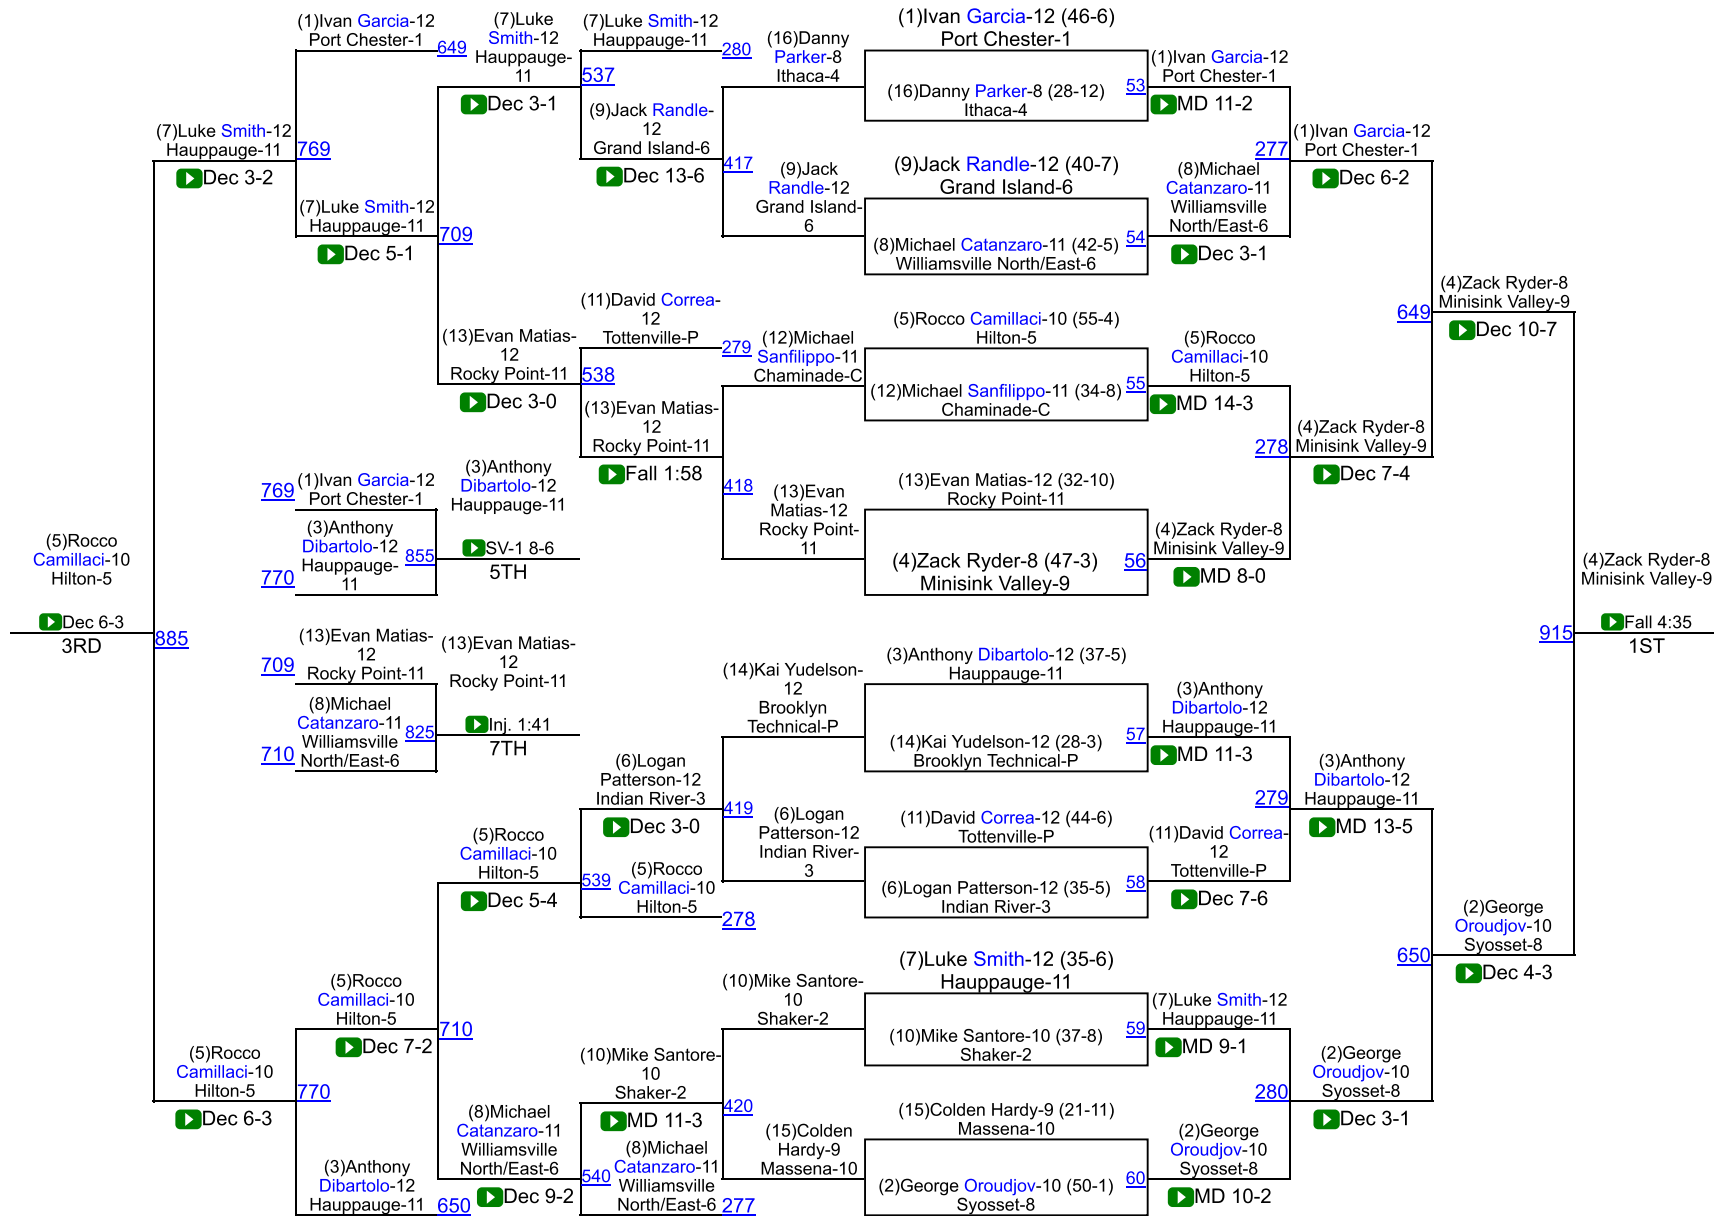 (1)Ivan Garcia-12
Port Chester-1
649
(7)Luke
Smith-12
Hauppauge-
11
Dec 3-1
(7)Luke Smith-12
Hauppauge-11
280
537
(9)Jack Randle-
12
Grand Island-6
Dec 13-6
(16)Danny
Parker-8
Ithaca-4
417
(9)Jack
Randle-12
Grand Island-
6
(1)Ivan Garcia-12 (46-6)
Port Chester-1
(16)Danny Parker-8 (28-12)
Ithaca-4
53
(9)Jack Randle-12 (40-7)
Grand Island-6
(8)Michael Catanzaro-11 (42-5)
Williamsville North/East-6
54
(1)Ivan Garcia-12
Port Chester-1
MD 11-2
277
(8)Michael
Catanzaro-11
Williamsville
North/East-6
Dec 3-1
(1)Ivan Garcia-12
Port Chester-1
Dec 6-2
(7)Luke Smith-12
Hauppauge-11
Dec 3-2
769
(7)Luke Smith-12
Hauppauge-11
Dec 5-1
709
(11)David Correa-
12
Tottenville-P
279
(13)Evan Matias-
12
Rocky Point-11
Dec 3-0
538
(13)Evan Matias-
12
Rocky Point-11
Fall 1:58
(12)Michael
Sanfilippo-11
Chaminade-C
418
(13)Evan
Matias-12
Rocky Point-
11
(5)Rocco Camillaci-10 (55-4)
Hilton-5
(12)Michael Sanfilippo-11 (34-8)
Chaminade-C
55
(13)Evan Matias-12 (32-10)
Rocky Point-11
(4)Zack Ryder-8 (47-3)
Minisink Valley-9
56
(5)Rocco
Camillaci-10
Hilton-5
MD 14-3
278
(4)Zack Ryder-8
Minisink Valley-9
MD 8-0
(4)Zack Ryder-8
Minisink Valley-9
Dec 7-4
649
(4)Zack Ryder-8
Minisink Valley-9
Dec 10-7
769
(1)Ivan Garcia-12
Port Chester-1
(3)Anthony
Dibartolo-12
Hauppauge-11
(3)Anthony
Dibartolo-12
Hauppauge-
11
770
855
SV-1 8-6
5TH
(5)Rocco
Camillaci-10
Hilton-5
Dec 6-3
3RD
885
(4)Zack Ryder-8
Minisink Valley-9
Fall 4:35
1ST
915
709
(13)Evan Matias-
12
Rocky Point-11
(13)Evan Matias-
12
Rocky Point-11
(8)Michael
Catanzaro-11
Williamsville
North/East-6
710
825
Inj. 1:41
7TH
(14)Kai Yudelson-
12
Brooklyn
Technical-P
(3)Anthony Dibartolo-12 (37-5)
Hauppauge-11
(14)Kai Yudelson-12 (28-3)
Brooklyn Technical-P
57
(3)Anthony
Dibartolo-12
Hauppauge-11
MD 11-3
(6)Logan
Patterson-12
Indian River-3
Dec 3-0
419
(6)Logan
Patterson-12
Indian River-
3
(11)David Correa-12 (44-6)
Tottenville-P
(6)Logan Patterson-12 (35-5)
Indian River-3
58
279
(11)David Correa-
12
Tottenville-P
Dec 7-6
(3)Anthony
Dibartolo-12
Hauppauge-11
MD 13-5
(5)Rocco
Camillaci-10
Hilton-5
Dec 5-4
539
(5)Rocco
Camillaci-10
Hilton-5
278
650
(2)George
Oroudjov-10
Syosset-8
Dec 4-3
(5)Rocco
Camillaci-10
Hilton-5
Dec 7-2
710
(10)Mike Santore-
10
Shaker-2
(7)Luke Smith-12 (35-6)
Hauppauge-11
(10)Mike Santore-10 (37-8)
Shaker-2
59
(7)Luke Smith-12
Hauppauge-11
MD 9-1
(5)Rocco
Camillaci-10
Hilton-5
Dec 6-3
770
(10)Mike Santore-
10
Shaker-2
MD 11-3
420
280
(2)George
Oroudjov-10
Syosset-8
Dec 3-1
(8)Michael
Catanzaro-11
Williamsville
North/East-6
Dec 9-2
540
(8)Michael
Catanzaro-11
Williamsville
North/East-6
277
(15)Colden
Hardy-9
Massena-10
(15)Colden Hardy-9 (21-11)
Massena-10
(2)George Oroudjov-10 (50-1)
Syosset-8
60
(2)George
Oroudjov-10
Syosset-8
MD 10-2
(3)Anthony
Dibartolo-12
Hauppauge-11
650